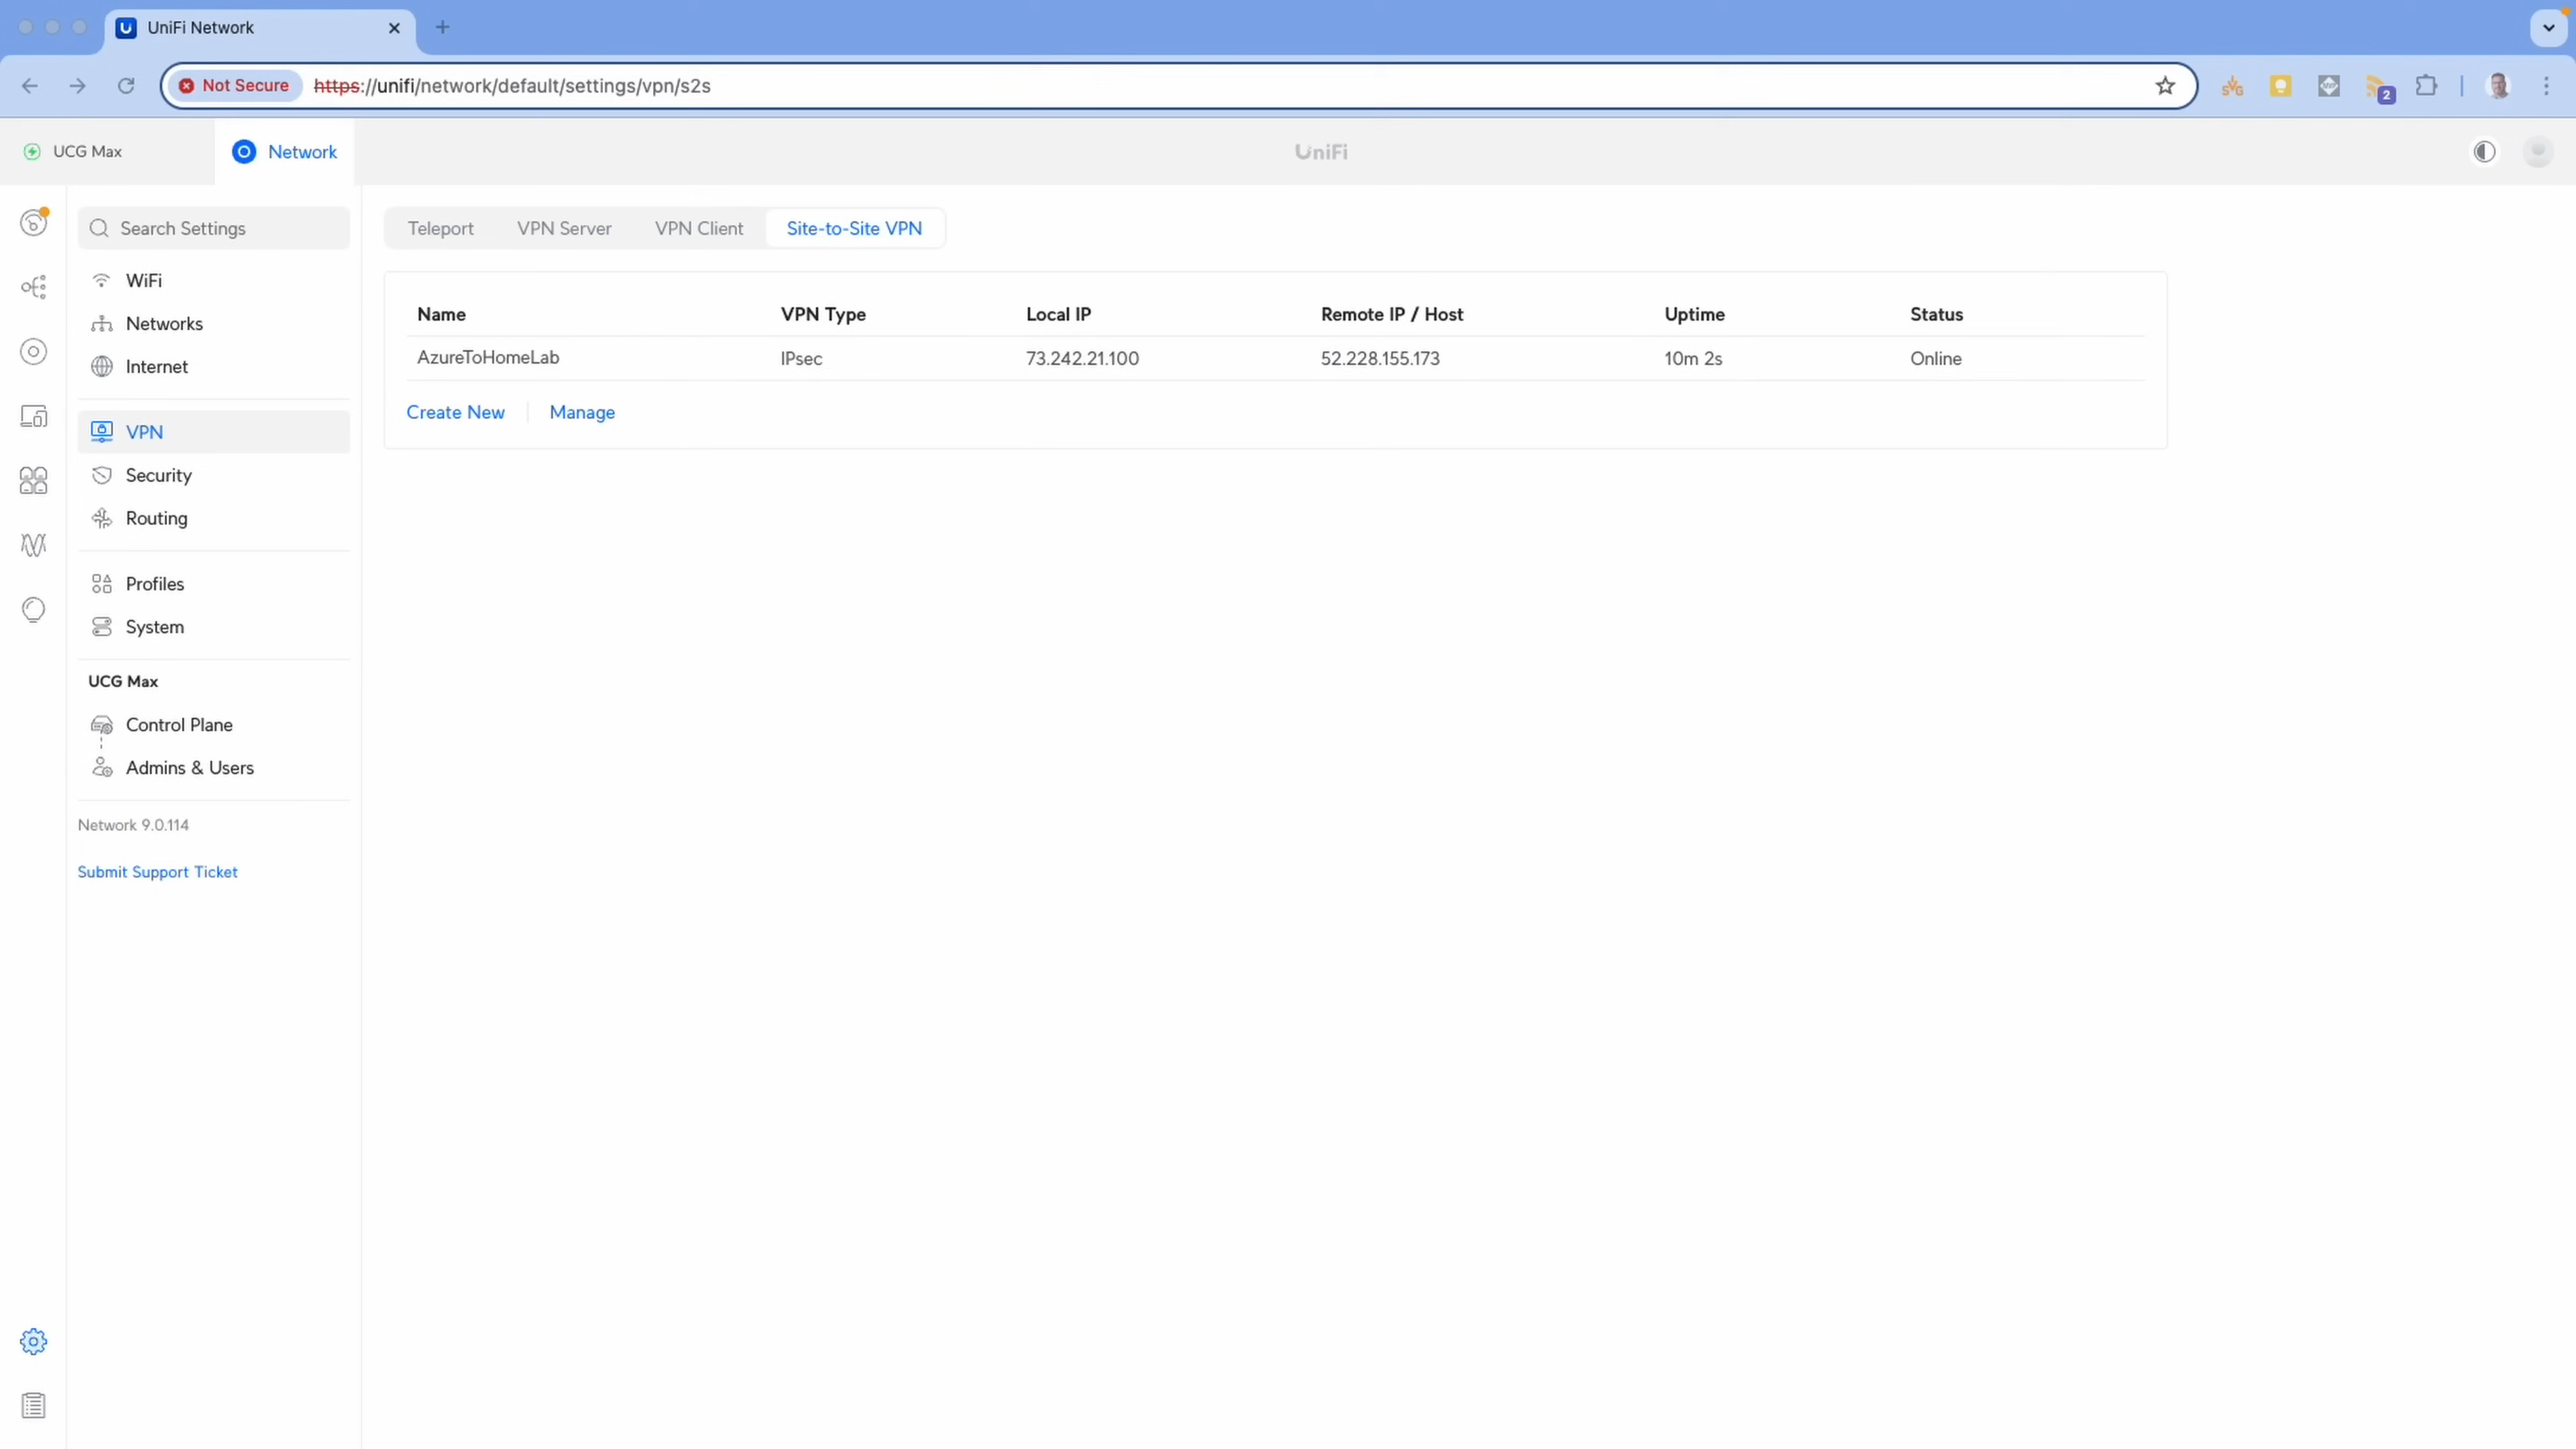 UniFi Network
Not Secure https://unifi/network/default/settings/vpn/s2s
2
UCG Max
Network
UniFi
Search Settings
WiFi
Networks
Internet
VPN
Security
Routing
Profiles
System
UCG Max
Control Plane
Admins & Users
Network 9.0.114
Submit Support Ticket
Teleport VPN Server VPN Client Site-to-Site VPN
Name VPN Type Local IP Remote IP / Host Uptime Status
AzureToHomeLab IPsec 73.242.21.100 52.228.155.173 10m 2s Online
Create New Manage